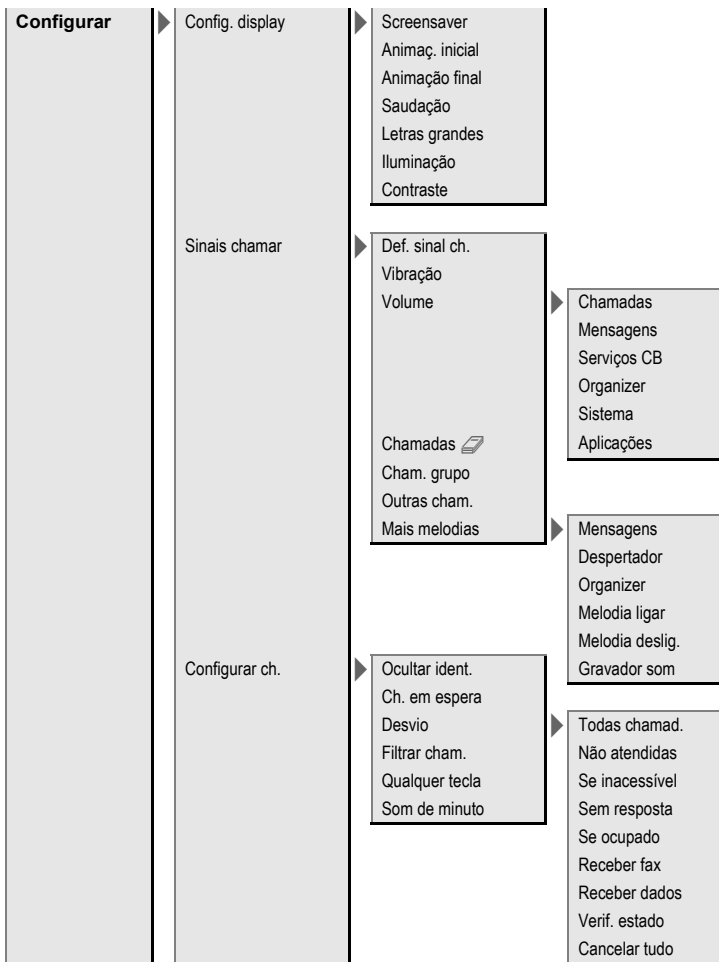 Configurar
Config. display
Screensaver
Animaç. inicial
Animação final
Saudação
Letras grandes
Iluminação
Contraste
Sinais chamar
Def. sinal ch.
Vibração
Volume
Chamadas
Mensagens
Serviços CB
Organizer
Sistema
Aplicações
Chamadas
Cham. grupo
Outras cham.
Mais melodias
Mensagens
Despertador
Organizer
Melodia ligar
Melodia deslig.
Gravador som
Configurar ch.
Ocultar ident.
Ch. em espera
Desvio
Todas chamad.
Não atendidas
Se inacessível
Sem resposta
Se ocupado
Receber fax
Receber dados
Verif. estado
Cancelar tudo
Filtrar cham.
Qualquer tecla
Som de minuto